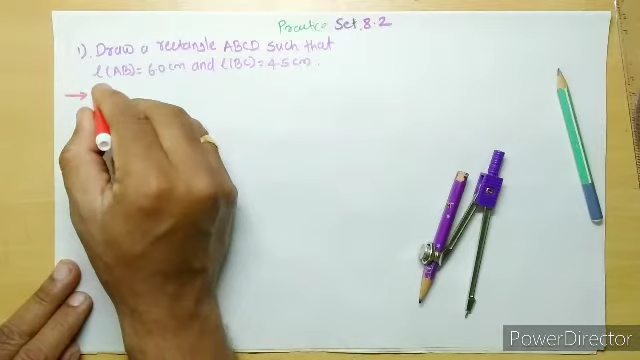 Practice Set 8.2
1). Draw a rectangle ABCD such that
l(AB)= 6.0 cm and l(BC)= 4.5 cm.
PowerDirector